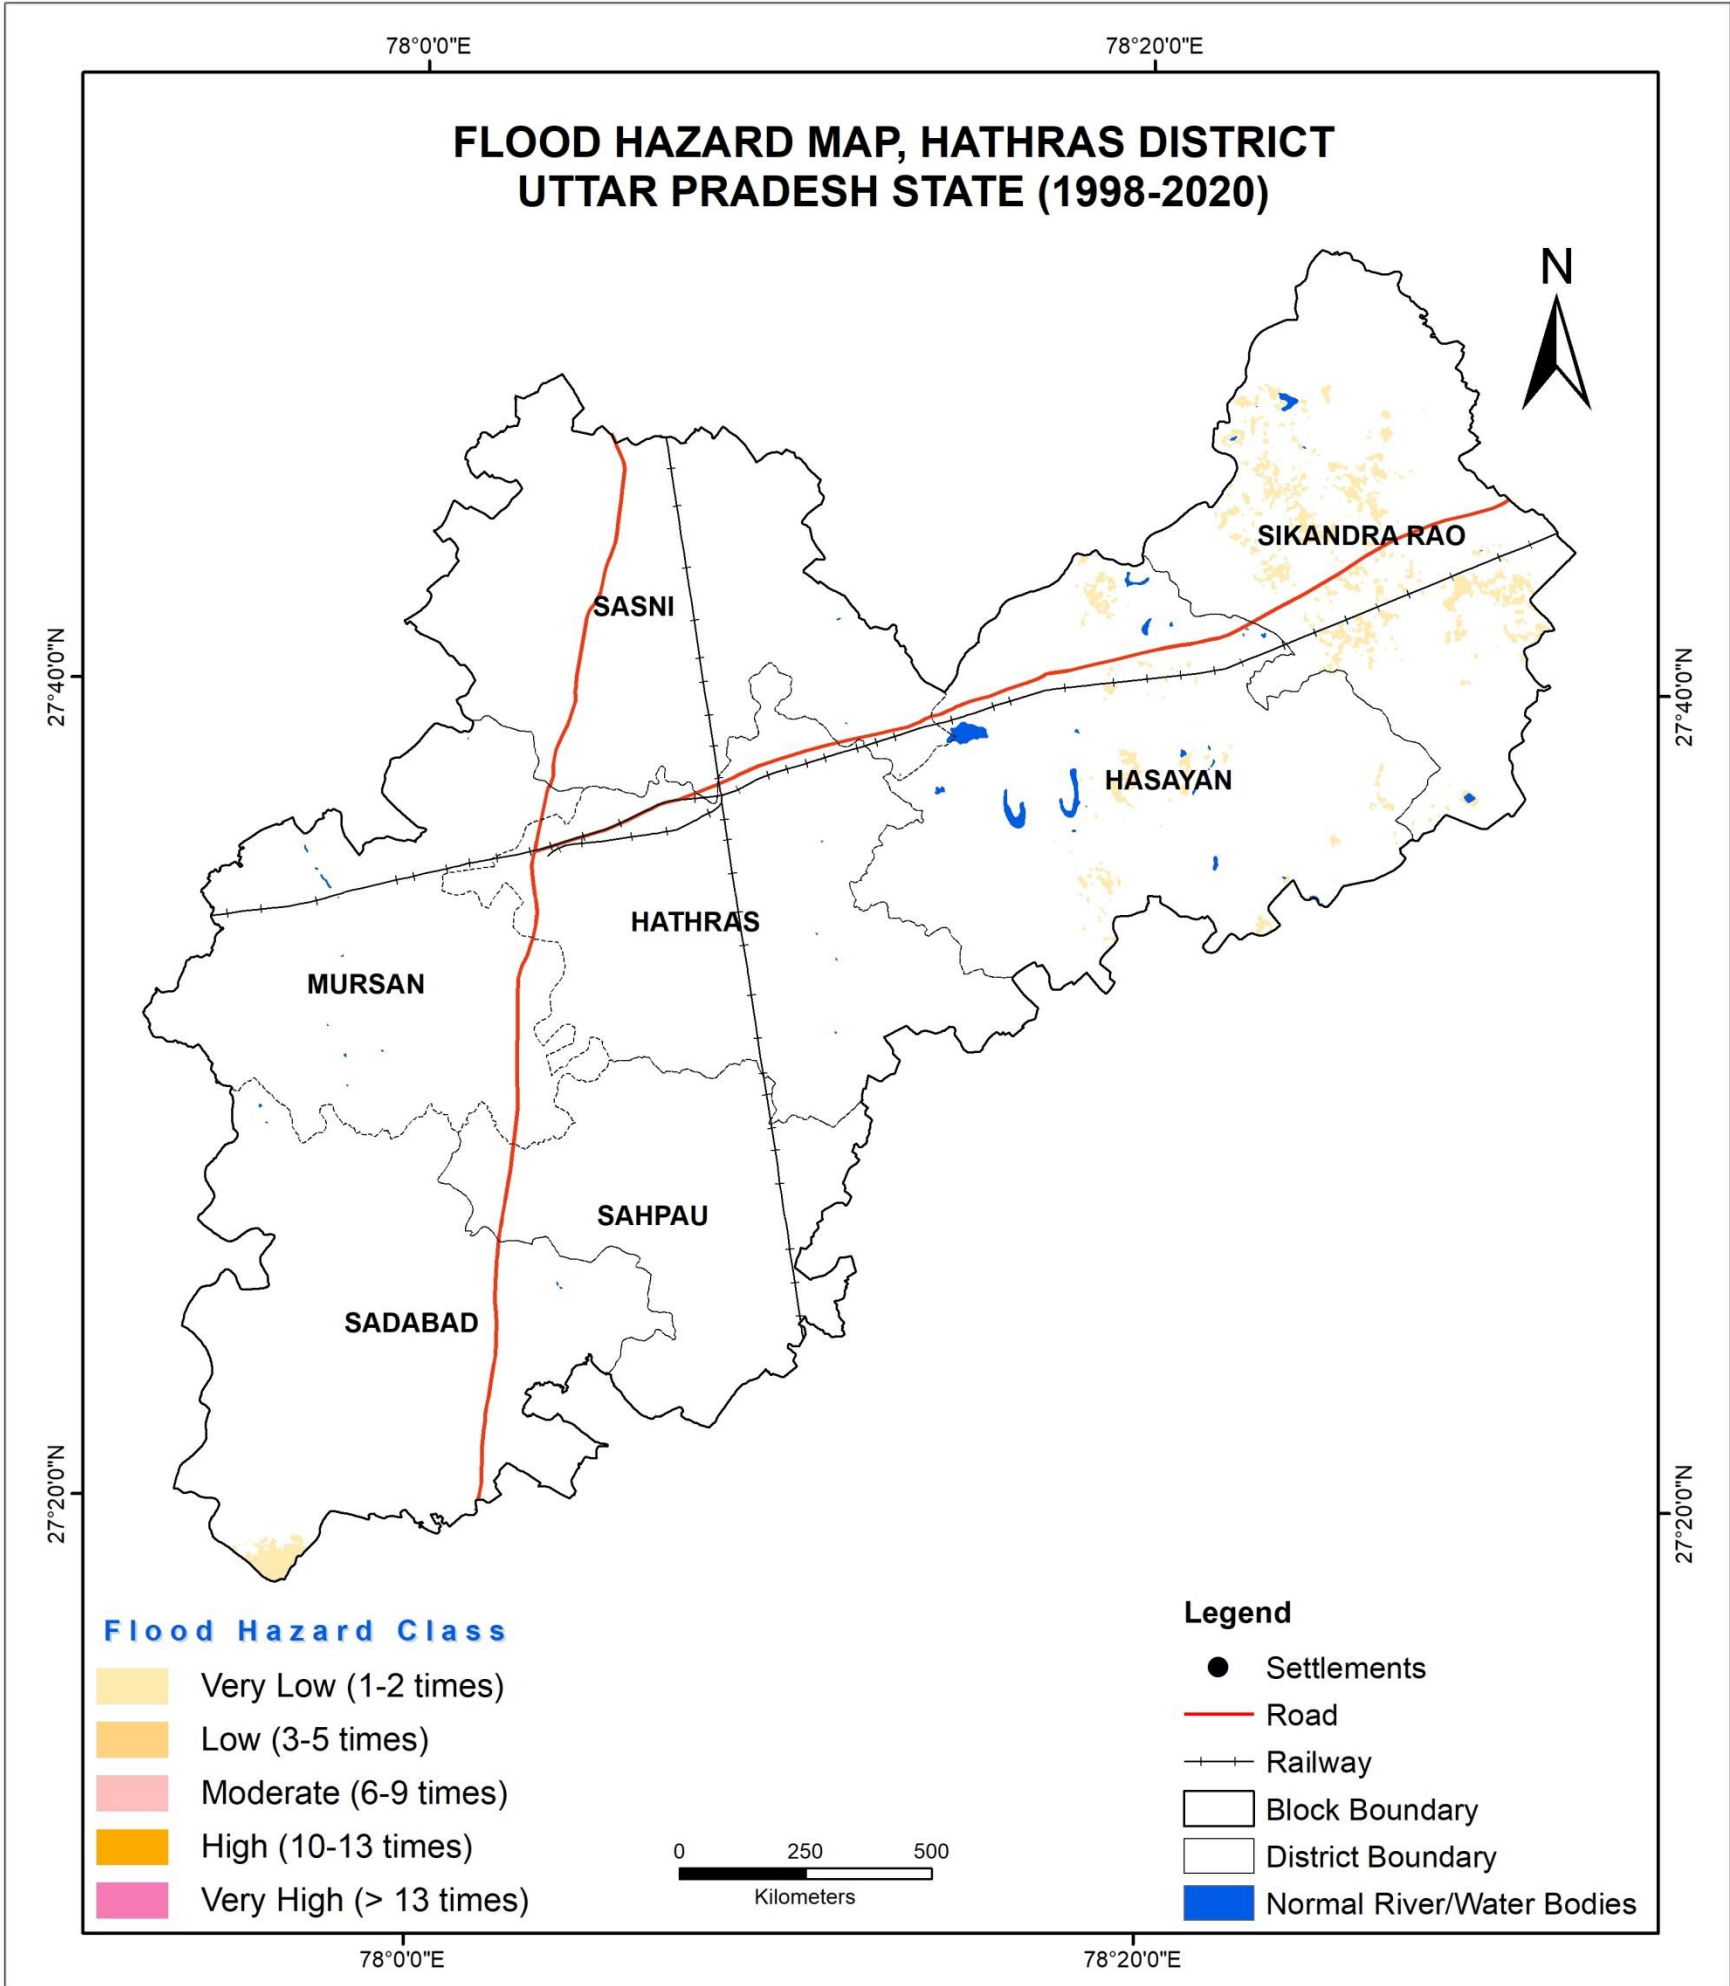 78°0'0"E
78°20'0"E
FLOOD HAZARD MAP, HATHRAS DISTRICT
UTTAR PRADESH STATE (1998-2020)
N
SIKANDRA RAO
SASNI
27°40'0"N
27°40'0"N
HASAYAN
HATHRAS
MURSAN
SAHPAU
SADABAD
27°20'0"N
27°20'0"N
Flood Hazard Class
Very Low (1-2 times)
Low (3-5 times)
Moderate (6-9 times)
High (10-13 times)
Very High (> 13 times)
0 250 500
Kilometers
Legend
Settlements
Road
Railway
Block Boundary
District Boundary
Normal River/Water Bodies
78°0'0"E
78°20'0"E